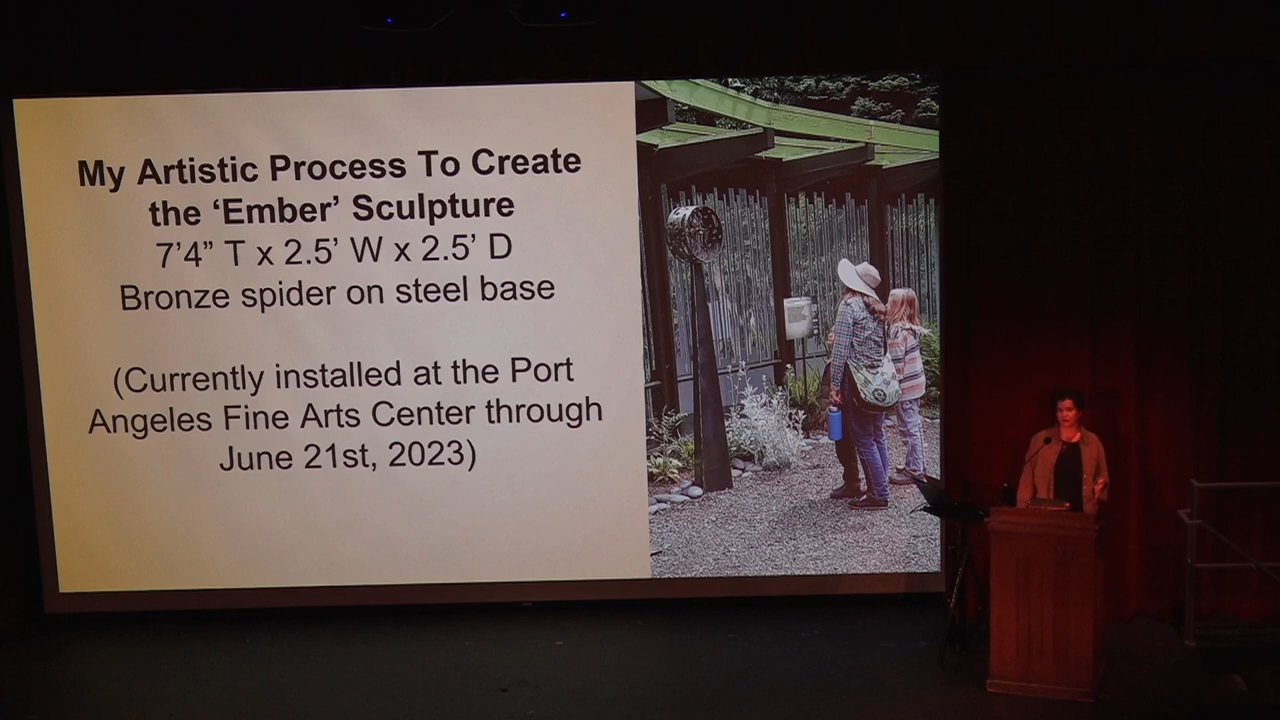 My Artistic Process To Create
the ‘Ember’ Sculpture
7’4” T x 2.5’ W x 2.5’ D
Bronze spider on steel base
(Currently installed at the Port
Angeles Fine Arts Center through
June 21st, 2023)